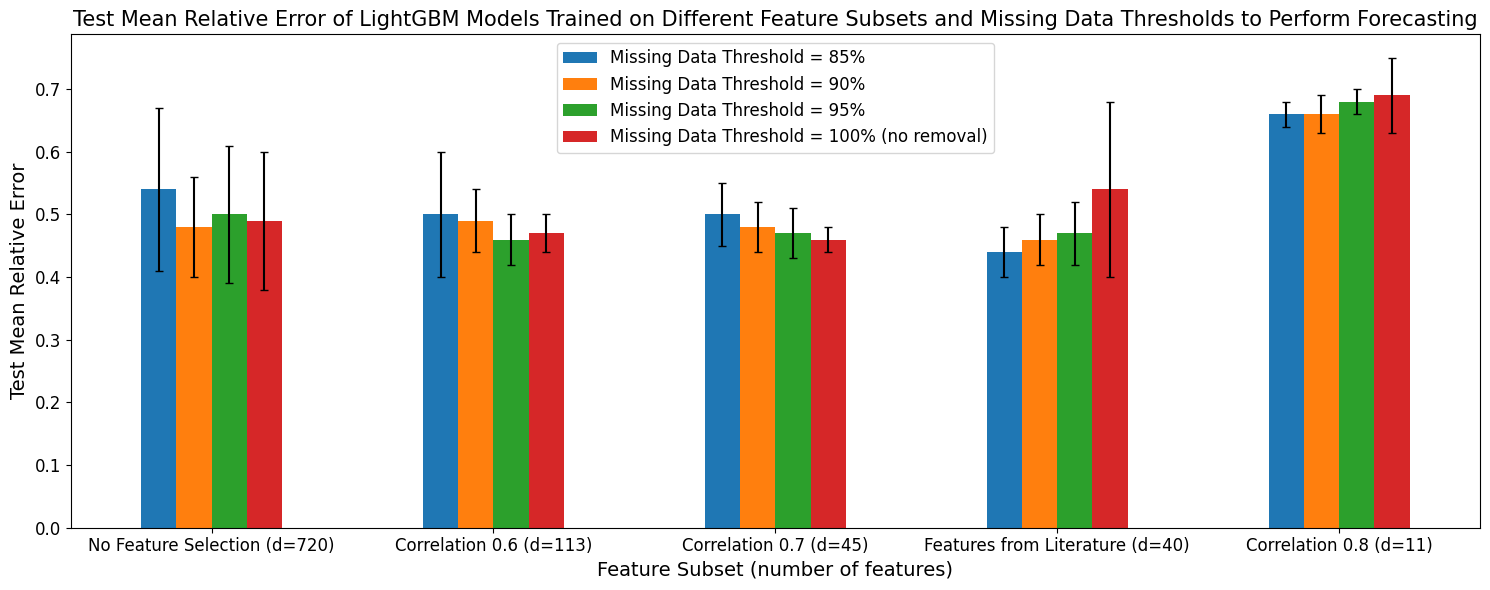 Test Mean Relative Error of LightGBM Models Trained on Different Feature Subsets and Missing Data Thresholds to Perform Forecasting
Missing Data Threshold = 85%
Missing Data Threshold = 90%
Missing Data Threshold = 95%
Missing Data Threshold = 100% (no removal)
Test Mean Relative Error
0.7
0.6
0.5
0.4
0.3
0.2
0.1
0.0
No Feature Selection (d=720)
Correlation 0.6 (d=113)
Correlation 0.7 (d=45)
Features from Literature (d=40)
Correlation 0.8 (d=11)
Feature Subset (number of features)